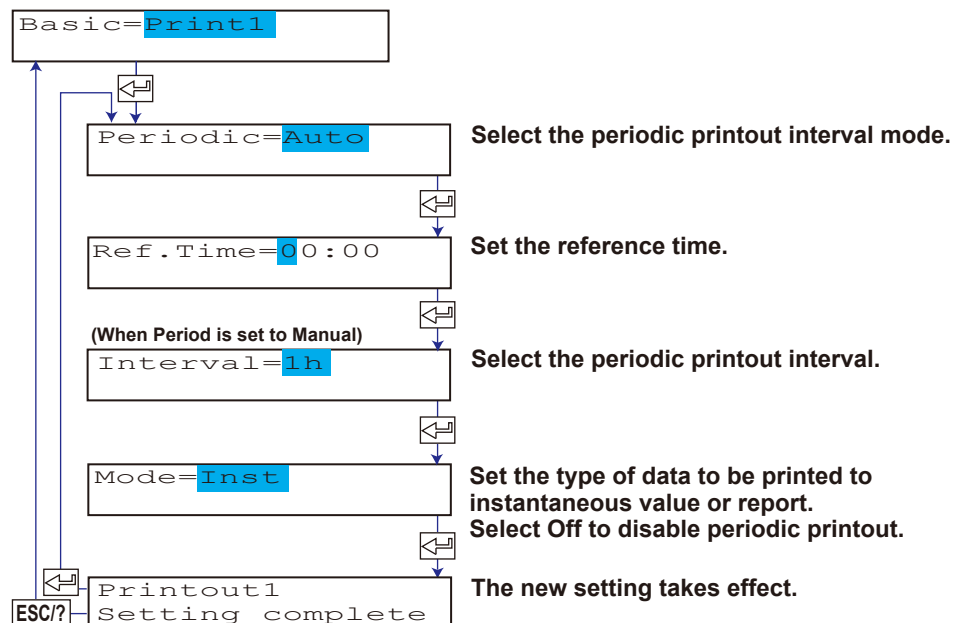 Basic=Print1
Periodic=Auto
Select the periodic printout interval mode.
Ref.Time=00:00
Set the reference time.
(When Period is set to Manual)
Interval=1h
Select the periodic printout interval.
Mode=Inst
Set the type of data to be printed to
instantaneous value or report.
Select Off to disable periodic printout.
Printout1
Setting complete
The new setting takes effect.
ESC/?